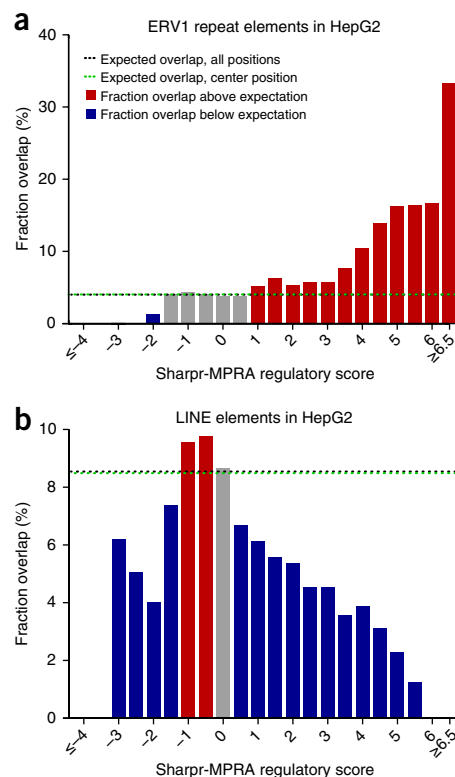 a
ERV1 repeat elements in HepG2
40
30
20
10
0
Fraction overlap (%)
Expected overlap, all positions
Expected overlap, center position
Fraction overlap above expectation
Fraction overlap below expectation
≤–4
–3
–2
–1
0
1
2
3
4
5
6
≥6.5
Sharpr-MPRA regulatory score
b
LINE elements in HepG2
10
8
6
4
2
0
Fraction overlap (%)
≤–4
–3
–2
–1
0
1
2
3
4
5
6
≥6.5
Sharpr-MPRA regulatory score